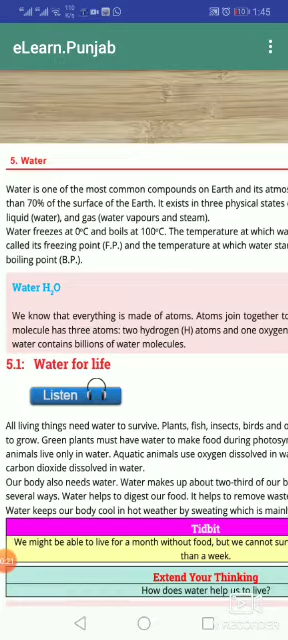 110
K/s
10
1:45
eLearn.Punjab
5. Water
Water is one of the most common compounds on Earth and its atmos
than 70% of the surface of the Earth. It exists in three physical states
liquid (water), and gas (water vapours and steam).
Water freezes at 0°C and boils at 100°C. The temperature at which wa
called its freezing point (F.P.) and the temperature at which water star
boiling point (B.P.).
Water H₂O
We know that everything is made of atoms. Atoms join together to
molecule has three atoms: two hydrogen (H) atoms and one oxygen
water contains billions of water molecules.
5.1: Water for life
Listen
All living things need water to survive. Plants, fish, insects, birds and o
to grow. Green plants must have water to make food during photosyn
animals live only in water. Aquatic animals use oxygen dissolved in wa
carbon dioxide dissolved in water.
Our body also needs water. Water makes up about two-third of our b
several ways. Water helps to digest our food. It helps to remove waste
Water keeps our body cool in hot weather by sweating which is mainl
Tidbit
We might be able to live for a month without food, but we cannot sur
than a week.
0:21
Extend Your Thinking
How does water help us to live?